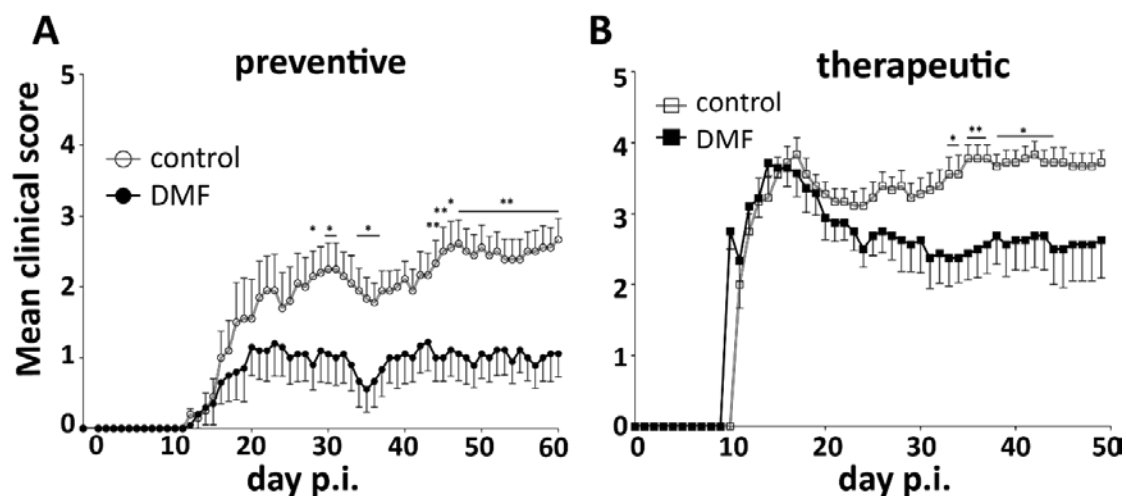 A
preventive
Mean clinical score
5
4
3
2
1
0
control
DMF
* * * ** ** * **
0 10 20 30 40 50 60
day p.i.
B
therapeutic
5
4
3
2
1
0
control
DMF
* ** *
0 10 20 30 40 50
day p.i.